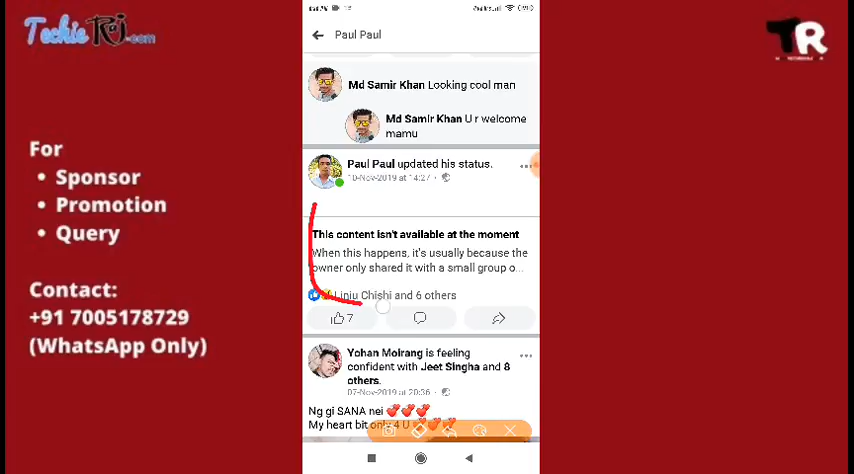 TechieRj.com
TR
For
• Sponsor
• Promotion
• Query
Contact:
+91 7005178729
(WhatsApp Only)
Paul Paul
Md Samir Khan Looking cool man
Md Samir Khan U r welcome
mamu
Paul Paul updated his status.
10-Nov-2019 at 14:27 •
This content isn't available at the moment
When this happens, it's usually because the
owner only shared it with a small group o...
Linju Chishi and 6 others
7
Yohan Moirang is feeling
confident with Jeet Singha and 8
others.
07-Nov-2019 at 20:36 •
Ng gi SANA nei 💕💕💕
My heart bit only 4 U 💕💕💕